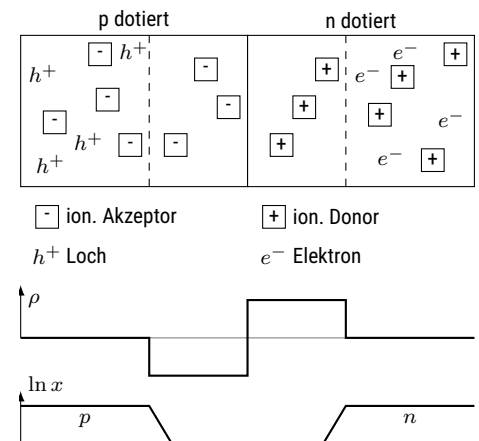 p dotiert n dotiert
- h⁺ - + e⁻ +
h⁺ e⁻ +
- - +
- + e⁻
h⁺ - - + e⁻ +
h⁺
- ion. Akzeptor + ion. Donor
h⁺ Loch e⁻ Elektron
ρ
ln x
p n